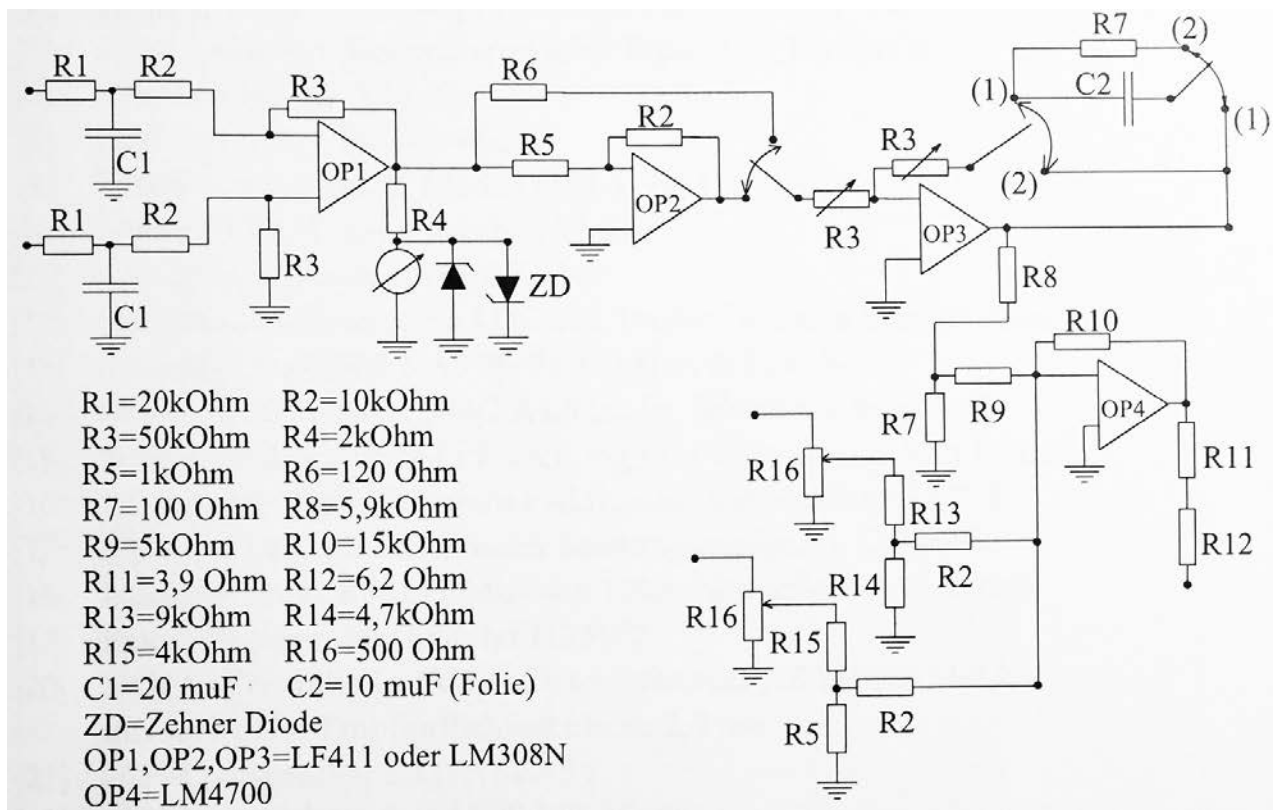 R1 R2 R3 R6 R7 (2)
C1 OP1 R5 R2 (1) C2 (1)
R3 (2)
R1 R2 R4 OP2 R3 OP3
R3 ZD R8
C1
R10
R1=20kOhm R2=10kOhm
R3=50kOhm R4=2kOhm
R5=1kOhm R6=120 Ohm
R7=100 Ohm R8=5,9kOhm
R9=5kOhm R10=15kOhm
R11=3,9 Ohm R12=6,2 Ohm
R13=9kOhm R14=4,7kOhm
R15=4kOhm R16=500 Ohm
C1=20 muF C2=10 muF (Folie)
ZD=Zehner Diode
OP1,OP2,OP3=LF411 oder LM308N
OP4=LM4700
R7 R9 OP4
R16 R11
R13
R14 R2 R12
R16 R15
R5 R2